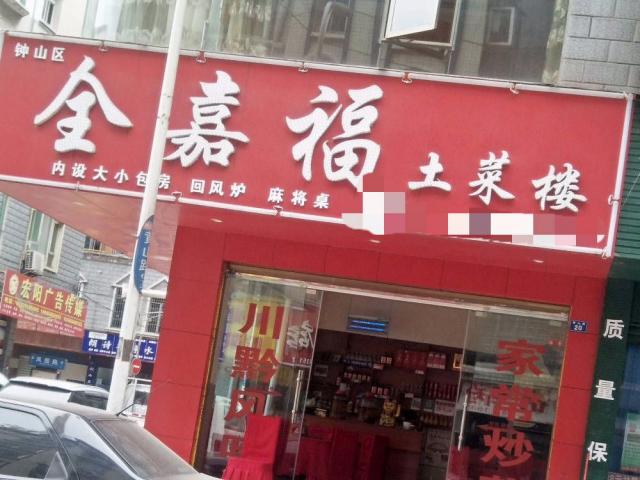 钟山区
全嘉福土菜楼
内设大小包房 回风炉 麻将桌
宏阳广告传媒
川黔风
家常炒
质量保
20